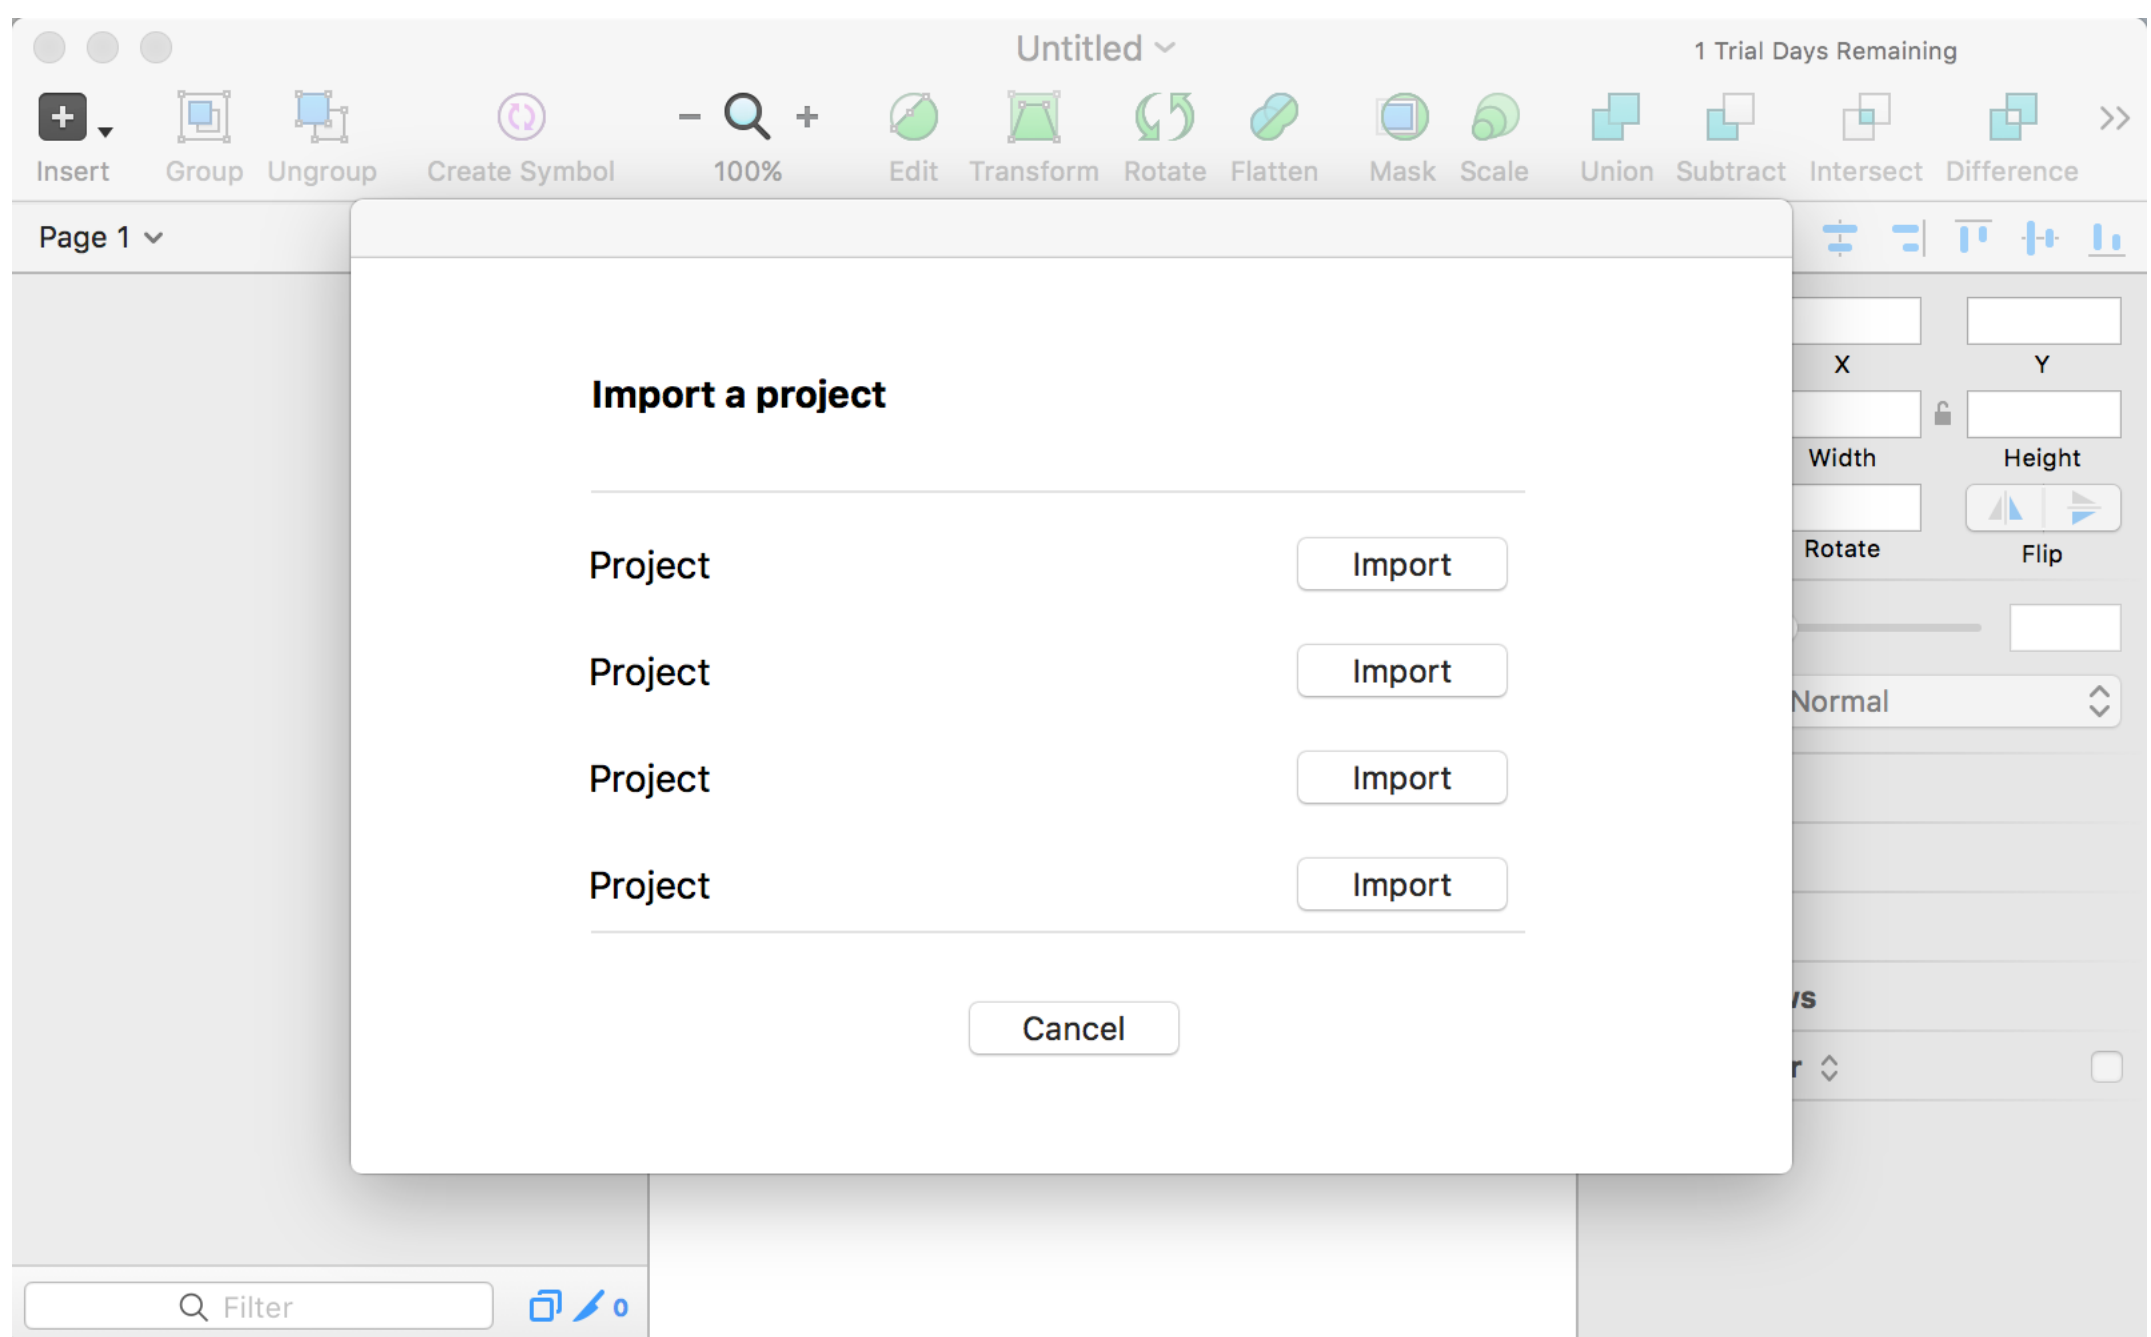 Untitled
1 Trial Days Remaining
Insert Group Ungroup Create Symbol 100% Edit Transform Rotate Flatten Mask Scale Union Subtract Intersect Difference
Page 1
Import a project
Project Import
Project Import
Project Import
Project Import
Cancel
X Y
Width Height
Rotate Flip
Normal
vs
r
Filter
0